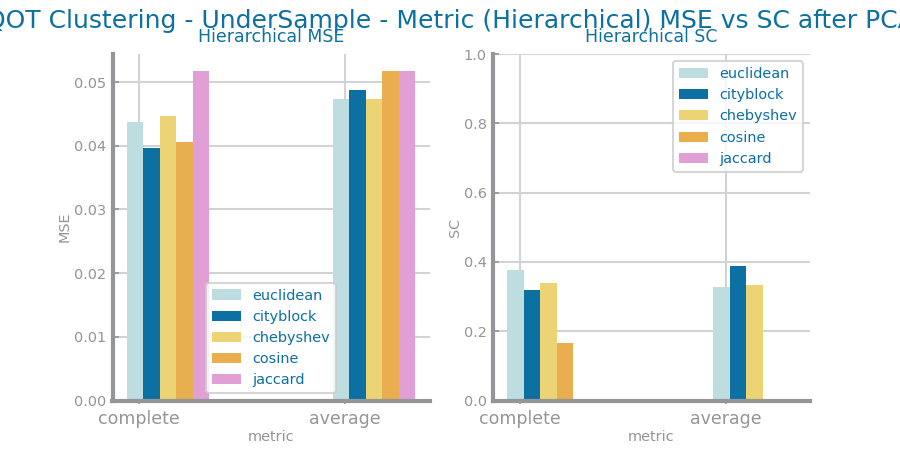 OT Clustering - UnderSample - Metric (Hierarchical) MSE vs SC after PC
Hierarchical MSE
0.05
0.04
0.03
0.02
0.01
0.00
MSE
complete
average
metric
euclidean
cityblock
chebyshev
cosine
jaccard
Hierarchical SC
1.0
0.8
0.6
0.4
0.2
0.0
SC
complete
average
metric
euclidean
cityblock
chebyshev
cosine
jaccard